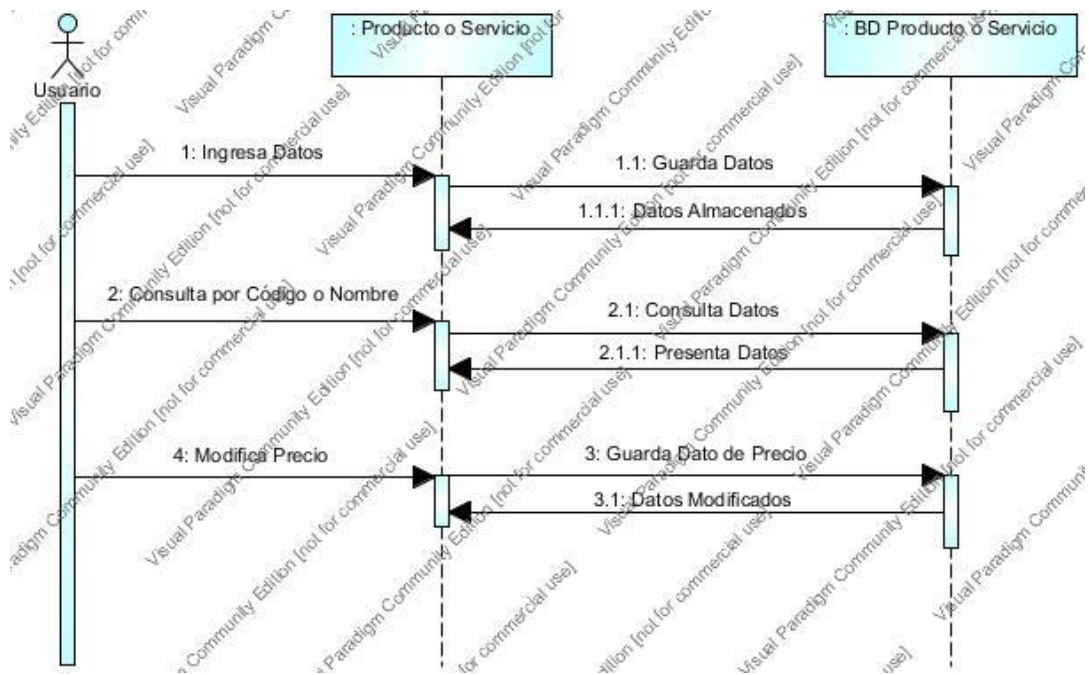 : Producto o Servicio
: BD Producto o Servicio
Usuario
1: Ingresa Datos
1.1: Guarda Datos
1.1.1: Datos Almacenados
2: Consulta por Código o Nombre
2.1: Consulta Datos
2.1.1: Presenta Datos
4: Modifica Precio
3: Guarda Dato de Precio
3.1: Datos Modificados
Visual Paradigm Community Edition [not for commercial use]